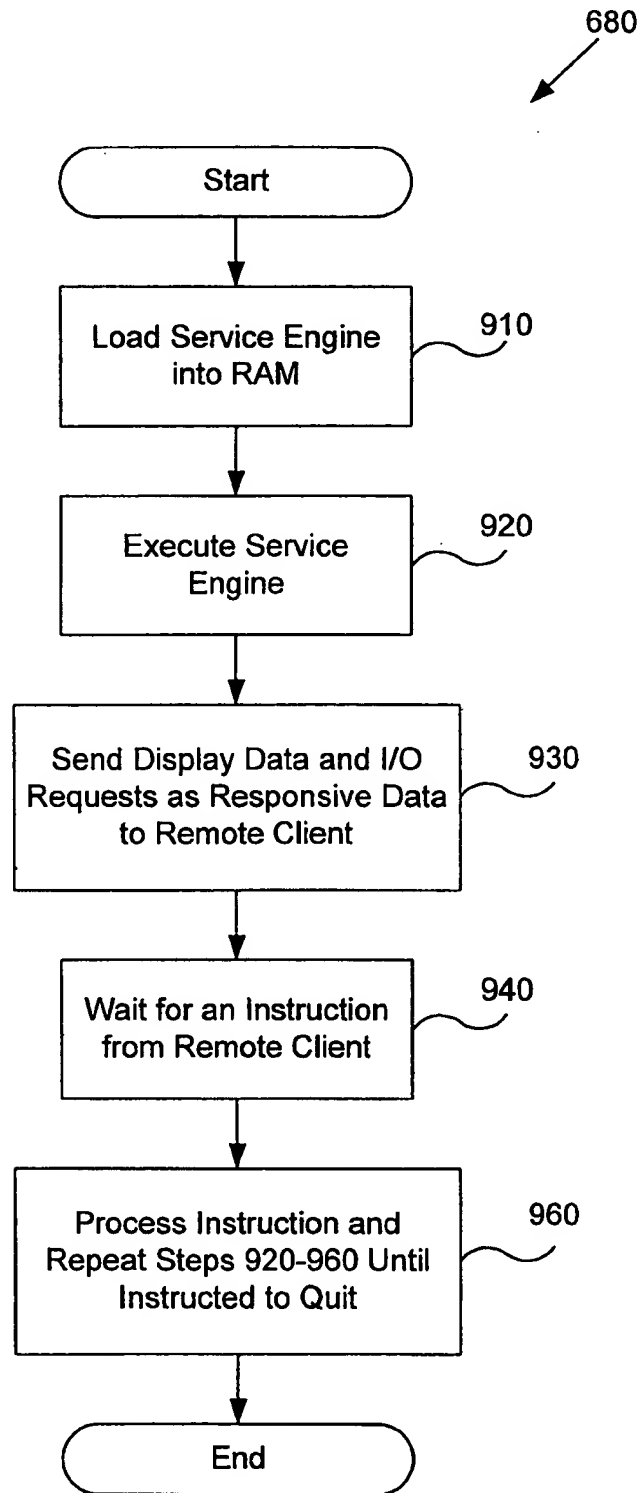 680
Start
Load Service Engine
into RAM
910
Execute Service
Engine
920
Send Display Data and I/O
Requests as Responsive Data
to Remote Client
930
Wait for an Instruction
from Remote Client
940
Process Instruction and
Repeat Steps 920-960 Until
Instructed to Quit
960
End